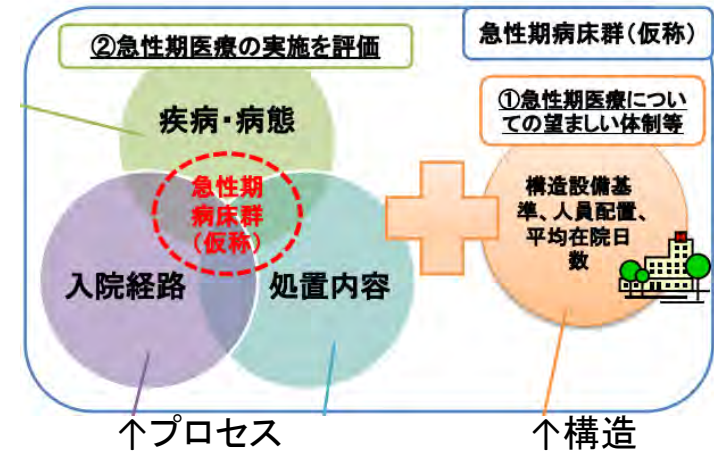 急性期病床群(仮称)
②急性期医療の実施を評価
①急性期医療につい
ての望ましい体制等
疾病・病態
急性期
病床群
(仮称)
構造設備基
準、人員配置、
平均在院日
数
入院経路
処置内容
↑プロセス
↑構造